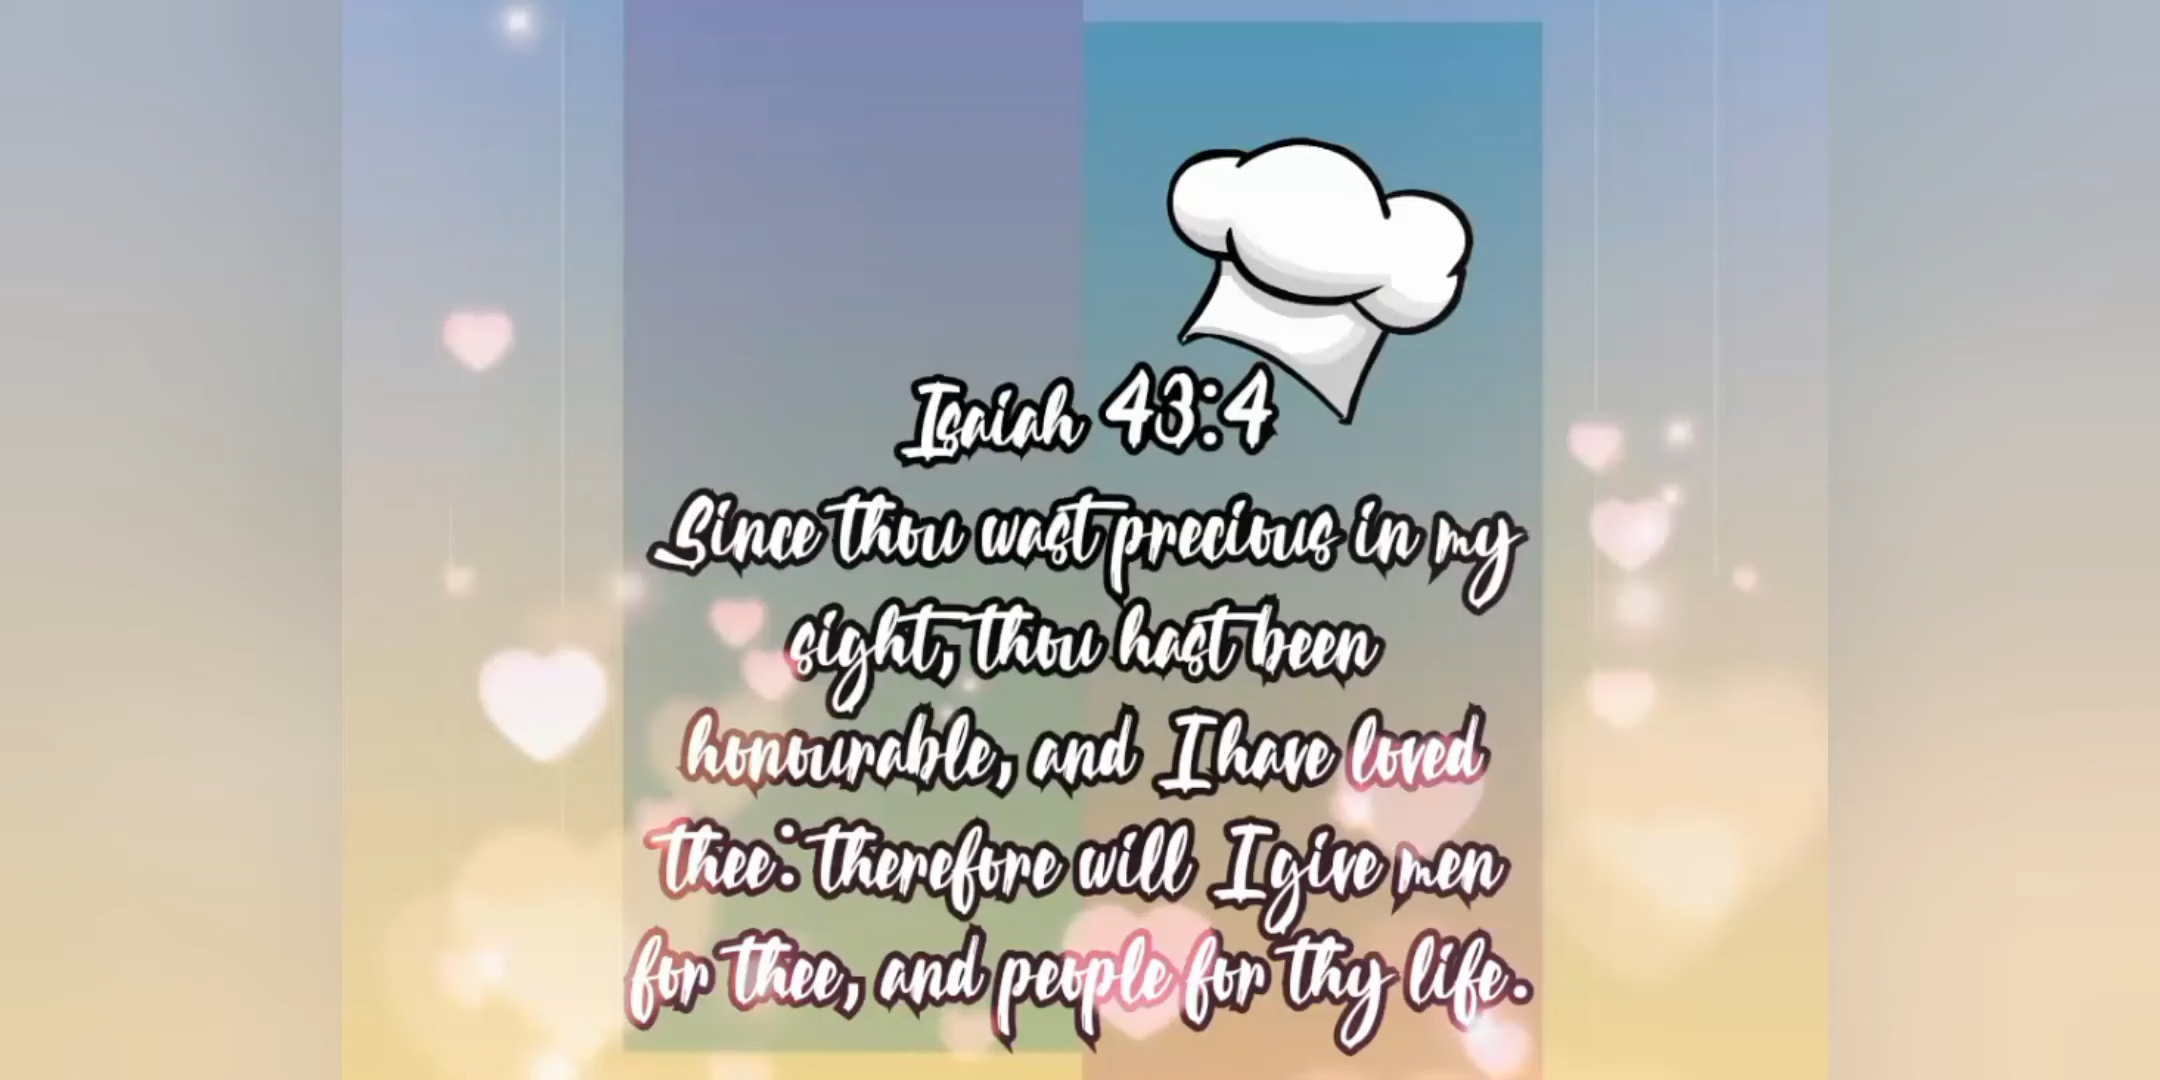 Isaiah 43:4
Since thou wast precious in my
sight, thou hast been
honourable, and I have loved
thee: therefore will I give men
for thee, and people for thy life.